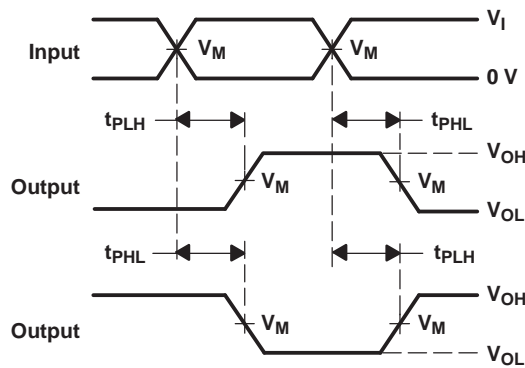 V_I
Input V_M V_M
0 V
t_PLH t_PHL
V_OH
Output V_M V_M
V_OL
t_PHL t_PLH
V_OH
Output V_M V_M
V_OL